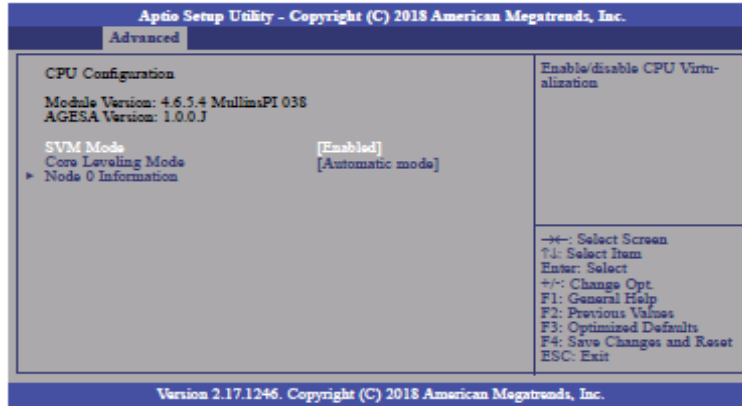 Aptio Setup Utility - Copyright (C) 2018 American Megatrends, Inc.
Advanced
CPU Configuration
Module Version: 4.6.5.4 MullinsPI 038
AGESA Version: 1.0.0.J
SVM Mode [Enabled]
Core Leveling Mode [Automatic mode]
► Node 0 Information
Enable/disable CPU Virtu-
alization
→←: Select Screen
↑↓: Select Item
Enter: Select
+/-: Change Opt.
F1: General Help
F2: Previous Values
F3: Optimized Defaults
F4: Save Changes and Reset
ESC: Exit
Version 2.17.1246. Copyright (C) 2018 American Megatrends, Inc.